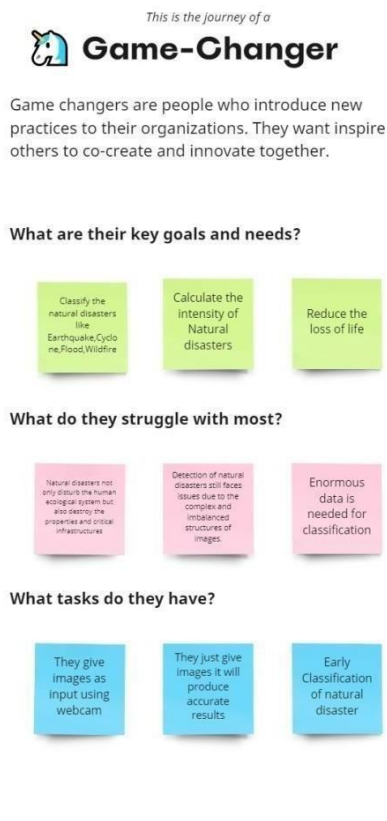 This is the journey of a
Game-Changer
Game changers are people who introduce new
practices to their organizations. They want inspire
others to co-create and innovate together.
What are their key goals and needs?
Classify the
natural disasters
like
Earthquake,Cyclo
ne,Flood,Wildfire
Calculate the
intensity of
Natural
disasters
Reduce the
loss of life
What do they struggle with most?
Natural disasters not
only disturb the human
ecological system but
also destroy the
properties and critical
infrastructures
Detection of natural
disasters still faces
issues due to the
complex and
imbalanced
structures of
images.
Enormous
data is
needed for
classification
What tasks do they have?
They give
images as
input using
webcam
They just give
images it will
produce
accurate
results
Early
Classification
of natural
disaster